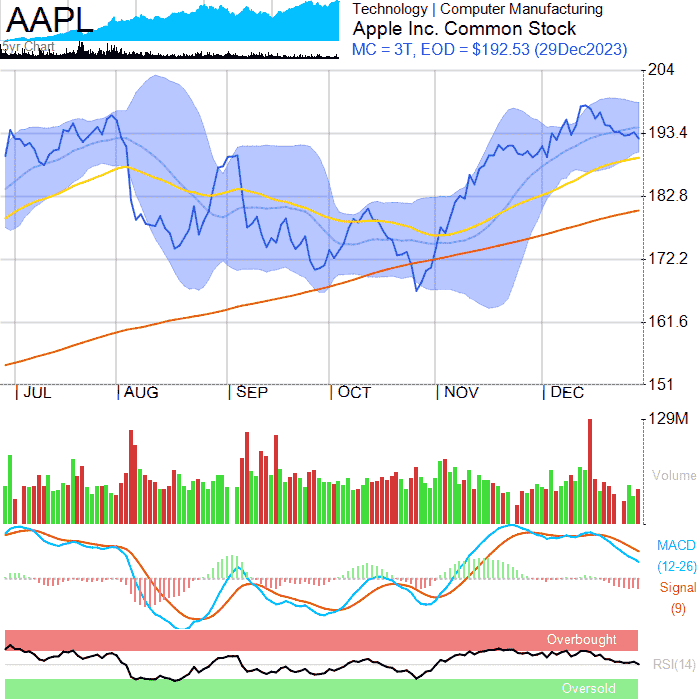 AAPL
5yr Chart
Technology | Computer Manufacturing
Apple Inc. Common Stock
MC = 3T, EOD = $192.53 (29Dec2023)
204
193.4
182.8
172.2
161.6
151
| JUL | AUG | SEP | OCT | NOV | DEC
129M
Volume
MACD
(12-26)
Signal
(9)
Overbought
RSI(14)
Oversold